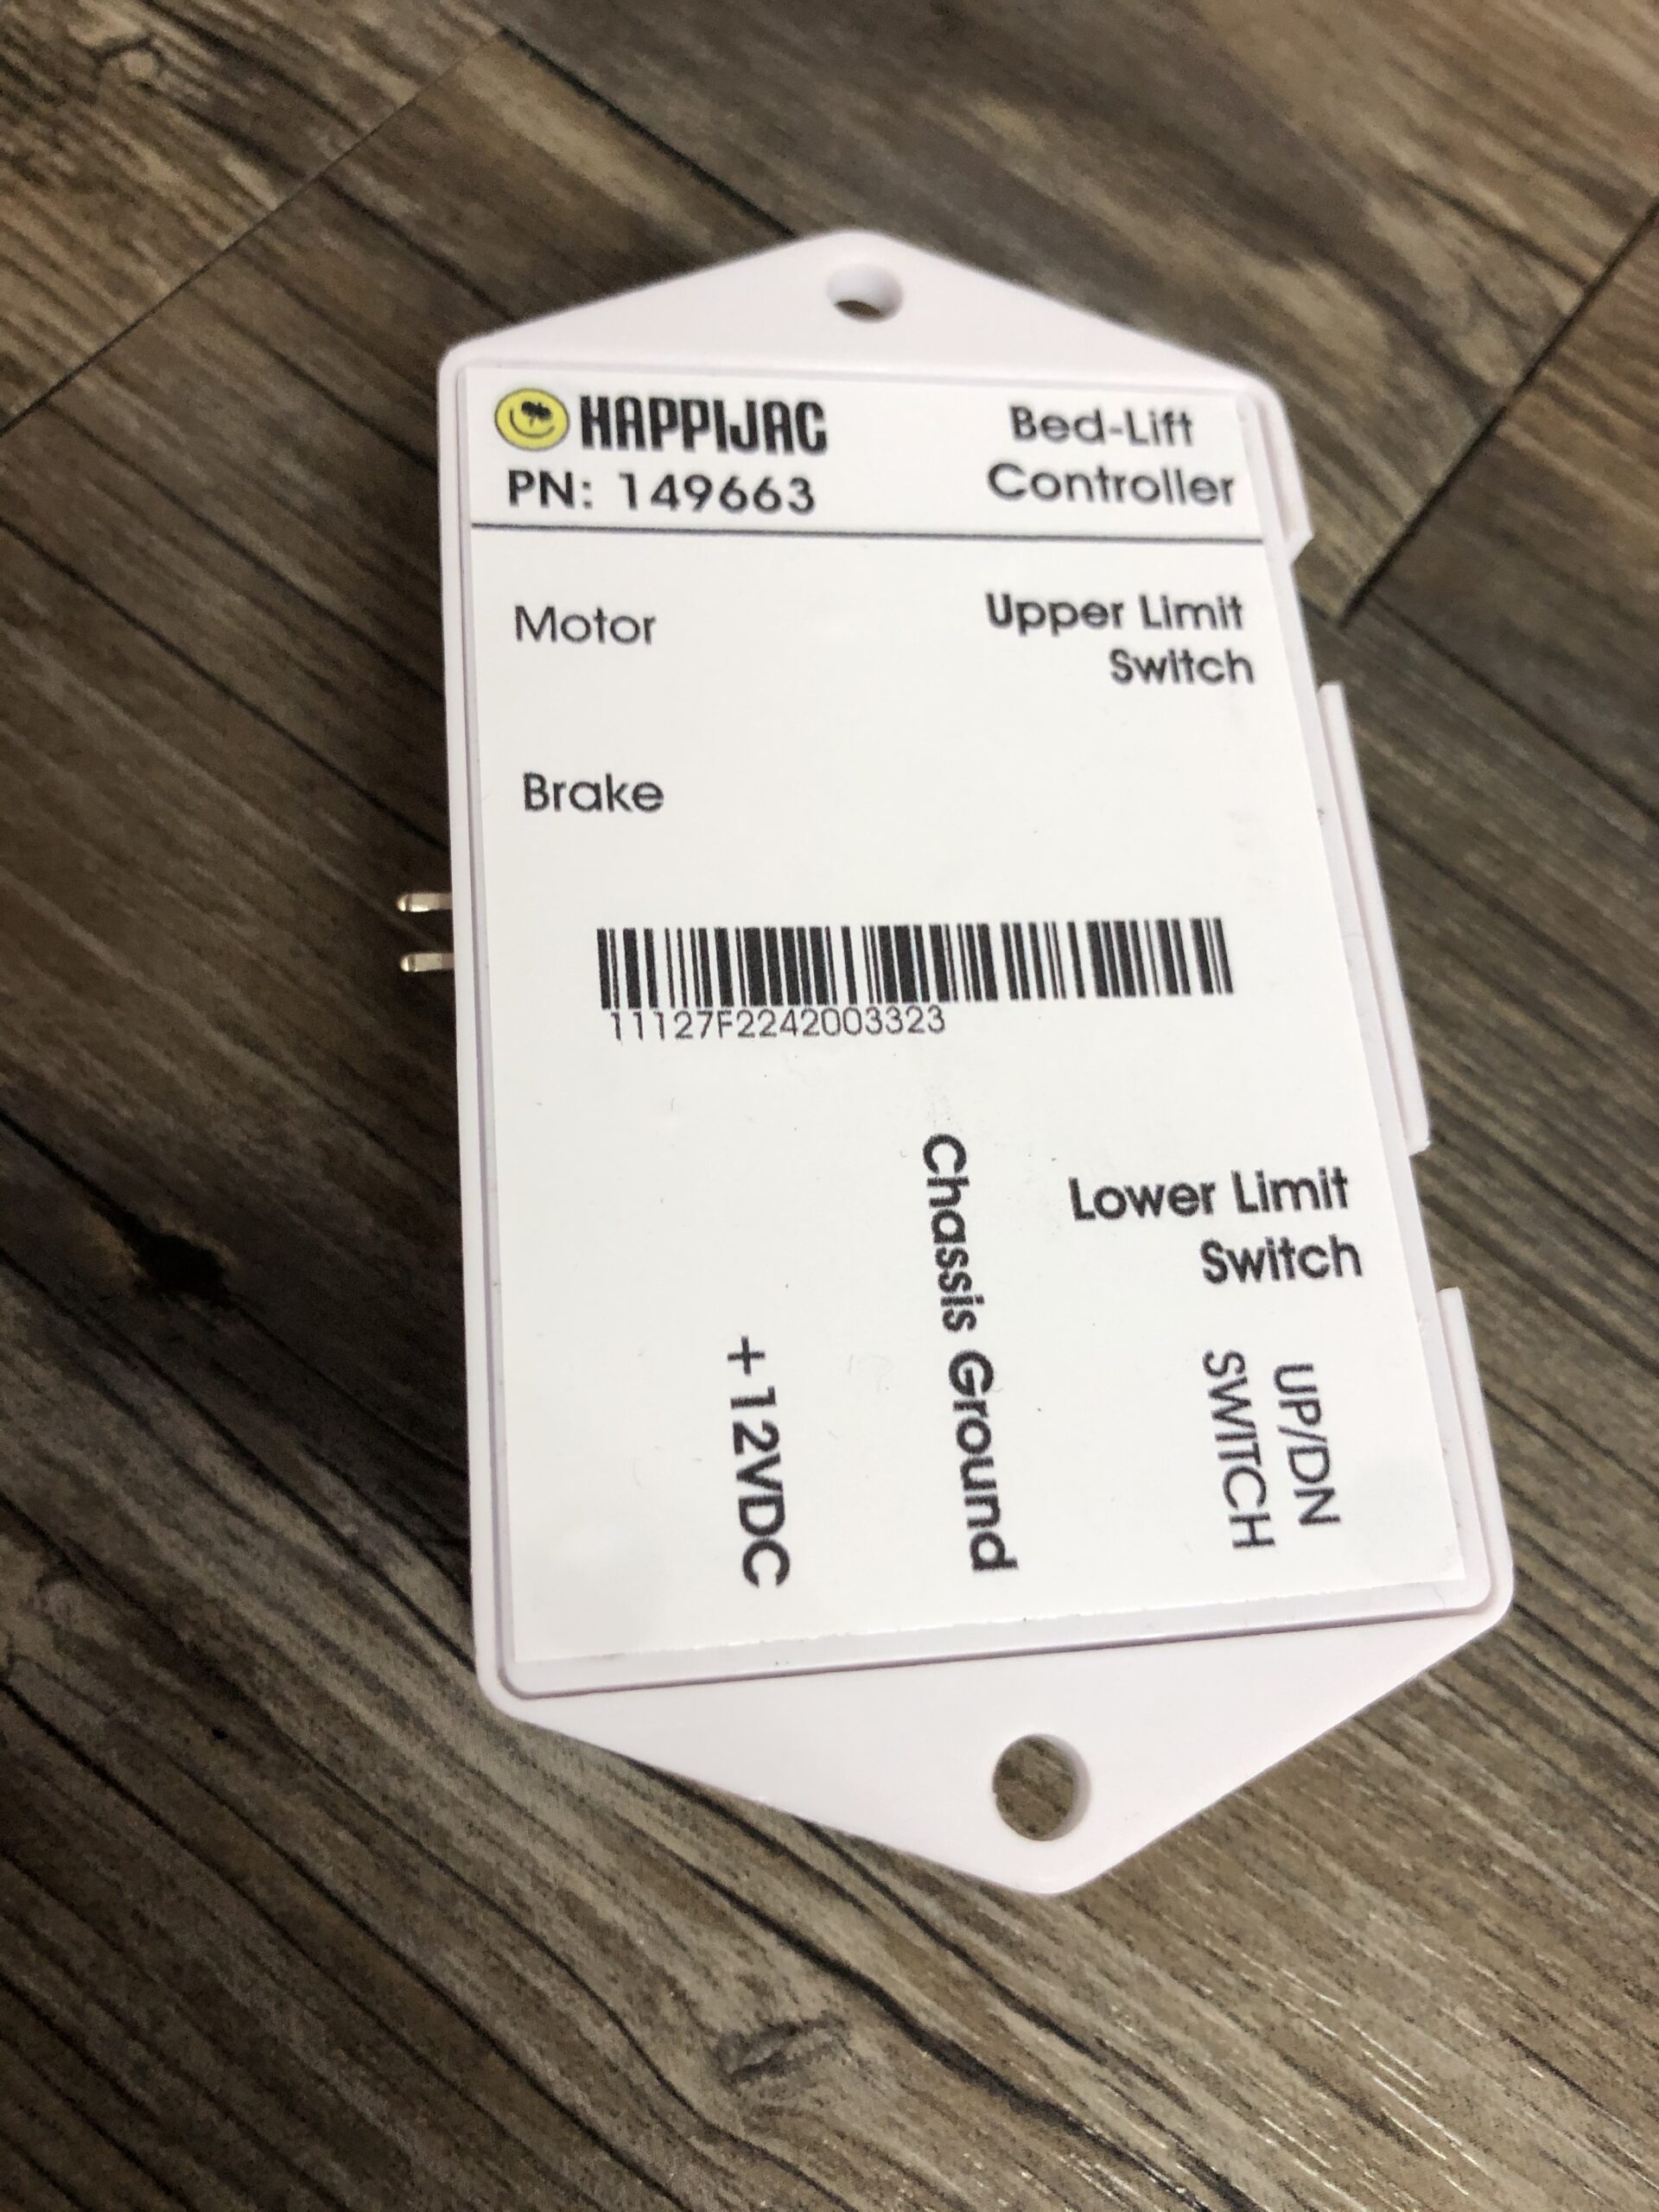 HAPPIJAC
PN: 149663
Bed-Lift
Controller
Motor
Upper Limit
Switch
Brake
11127F2242003323
Lower Limit
Switch
Chassis Ground
+12VDC
UP/DN
SWITCH